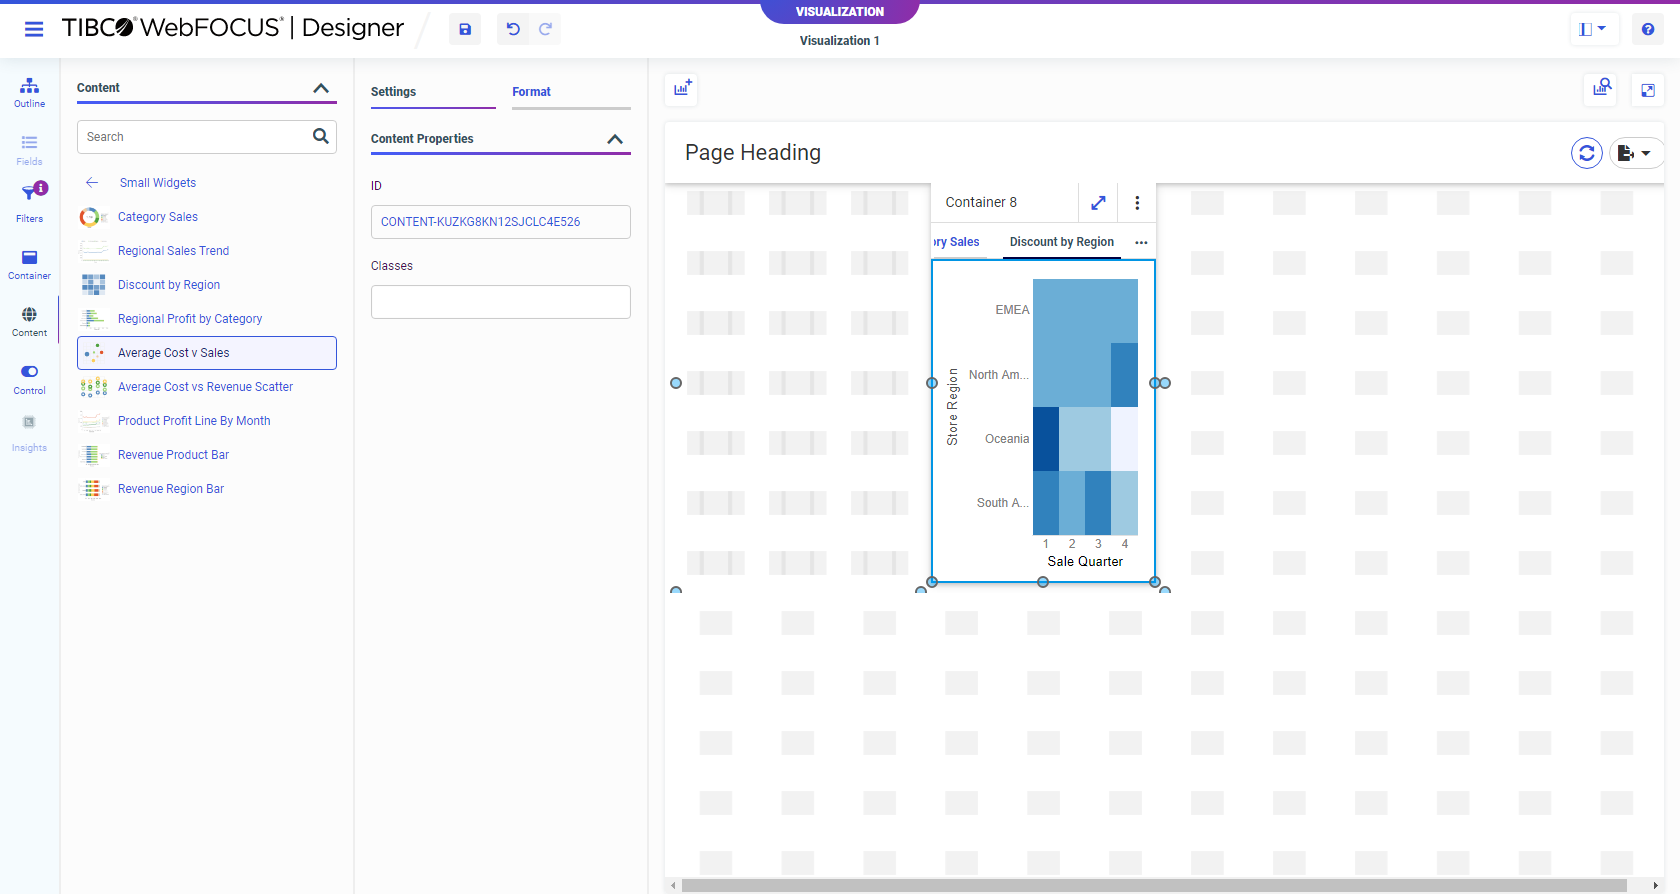 VISUALIZATION
TIBCO® WebFOCUS® | Designer
Visualization 1
Outline
Fields
Filters
Container
Content
Control
Insights
Content
Search
Small Widgets
Category Sales
Regional Sales Trend
Discount by Region
Regional Profit by Category
Average Cost v Sales
Average Cost vs Revenue Scatter
Product Profit Line By Month
Revenue Product Bar
Revenue Region Bar
Settings Format
Content Properties
ID
CONTENT-KUZKG8KN12SJCLC4E526
Classes
Page Heading
Container 8
ory Sales Discount by Region
Store Region
EMEA
North Am...
Oceania
South A...
1 2 3 4
Sale Quarter